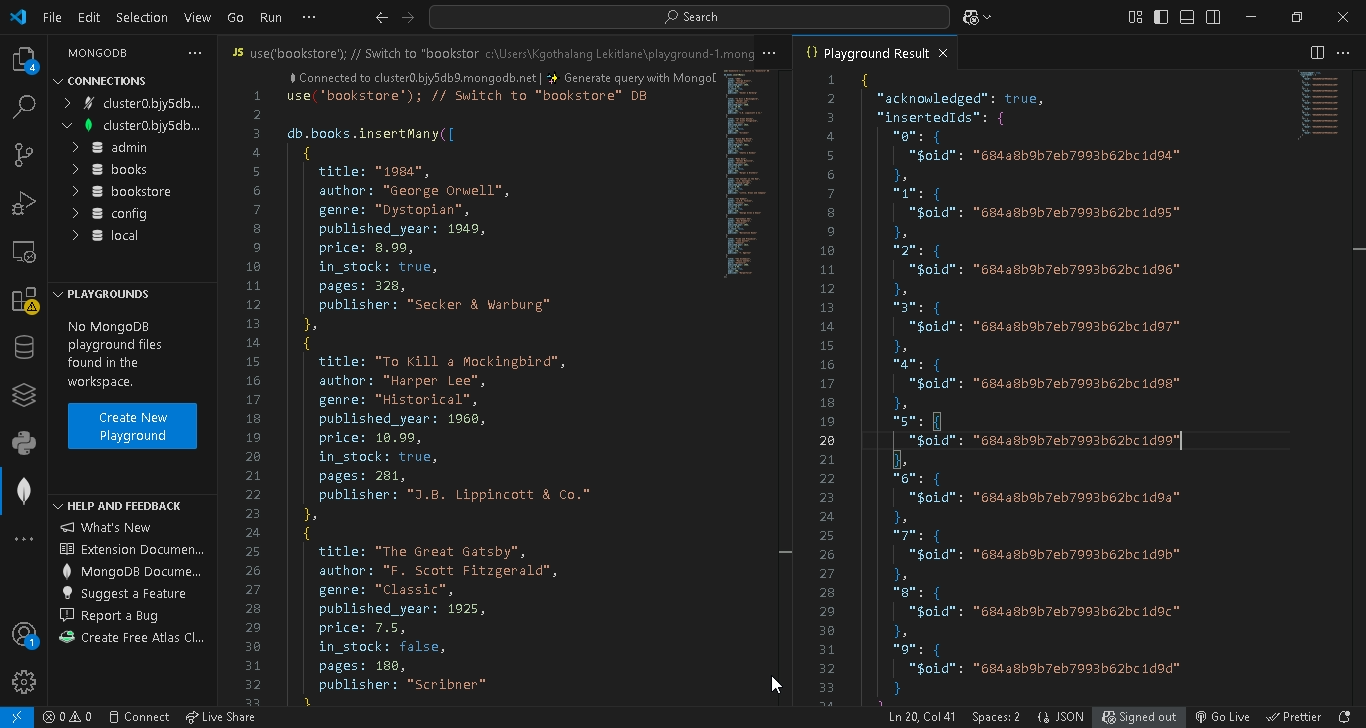 File Edit Selection View Go Run ··· Search
4
MONGODB ···
CONNECTIONS
cluster0.bjy5db...
cluster0.bjy5db...
admin
books
bookstore
config
local
PLAYGROUNDS
No MongoDB
playground files
found in the
workspace.
Create New
Playground
HELP AND FEEDBACK
What's New
Extension Documen...
MongoDB Docume...
Suggest a Feature
Report a Bug
Create Free Atlas Cl...
1
JS use('bookstore'); // Switch to "bookstor c:\Users\Kgothalang Lekitlane\playground-1.mong ···
Connected to cluster0.bjy5db9.mongodb.net | Generate query with MongoD
1 use('bookstore'); // Switch to "bookstore" DB
2
3 db.books.insertMany([
4 {
5 title: "1984",
6 author: "George Orwell",
7 genre: "Dystopian",
8 published_year: 1949,
9 price: 8.99,
10 in_stock: true,
11 pages: 328,
12 publisher: "Secker & Warburg"
13 },
14 {
15 title: "To Kill a Mockingbird",
16 author: "Harper Lee",
17 genre: "Historical",
18 published_year: 1960,
19 price: 10.99,
20 in_stock: true,
21 pages: 281,
22 publisher: "J.B. Lippincott & Co."
23 },
24 {
25 title: "The Great Gatsby",
26 author: "F. Scott Fitzgerald",
27 genre: "Classic",
28 published_year: 1925,
29 price: 7.5,
30 in_stock: false,
31 pages: 180,
32 publisher: "Scribner"
33 }
{} Playground Result ···
1 {
2 "acknowledged": true,
3 "insertedIds": {
4 "0": {
5 "$oid": "684a8b9b7eb7993b62bc1d94"
6 },
7 "1": {
8 "$oid": "684a8b9b7eb7993b62bc1d95"
9 },
10 "2": {
11 "$oid": "684a8b9b7eb7993b62bc1d96"
12 },
13 "3": {
14 "$oid": "684a8b9b7eb7993b62bc1d97"
15 },
16 "4": {
17 "$oid": "684a8b9b7eb7993b62bc1d98"
18 },
19 "5": {
20 "$oid": "684a8b9b7eb7993b62bc1d99"
21 },
22 "6": {
23 "$oid": "684a8b9b7eb7993b62bc1d9a"
24 },
25 "7": {
26 "$oid": "684a8b9b7eb7993b62bc1d9b"
27 },
28 "8": {
29 "$oid": "684a8b9b7eb7993b62bc1d9c"
30 },
31 "9": {
32 "$oid": "684a8b9b7eb7993b62bc1d9d"
33 }
34 }
0 0 Connect Live Share Ln 20, Col 41 Spaces: 2 {} JSON Signed out Go Live Prettier